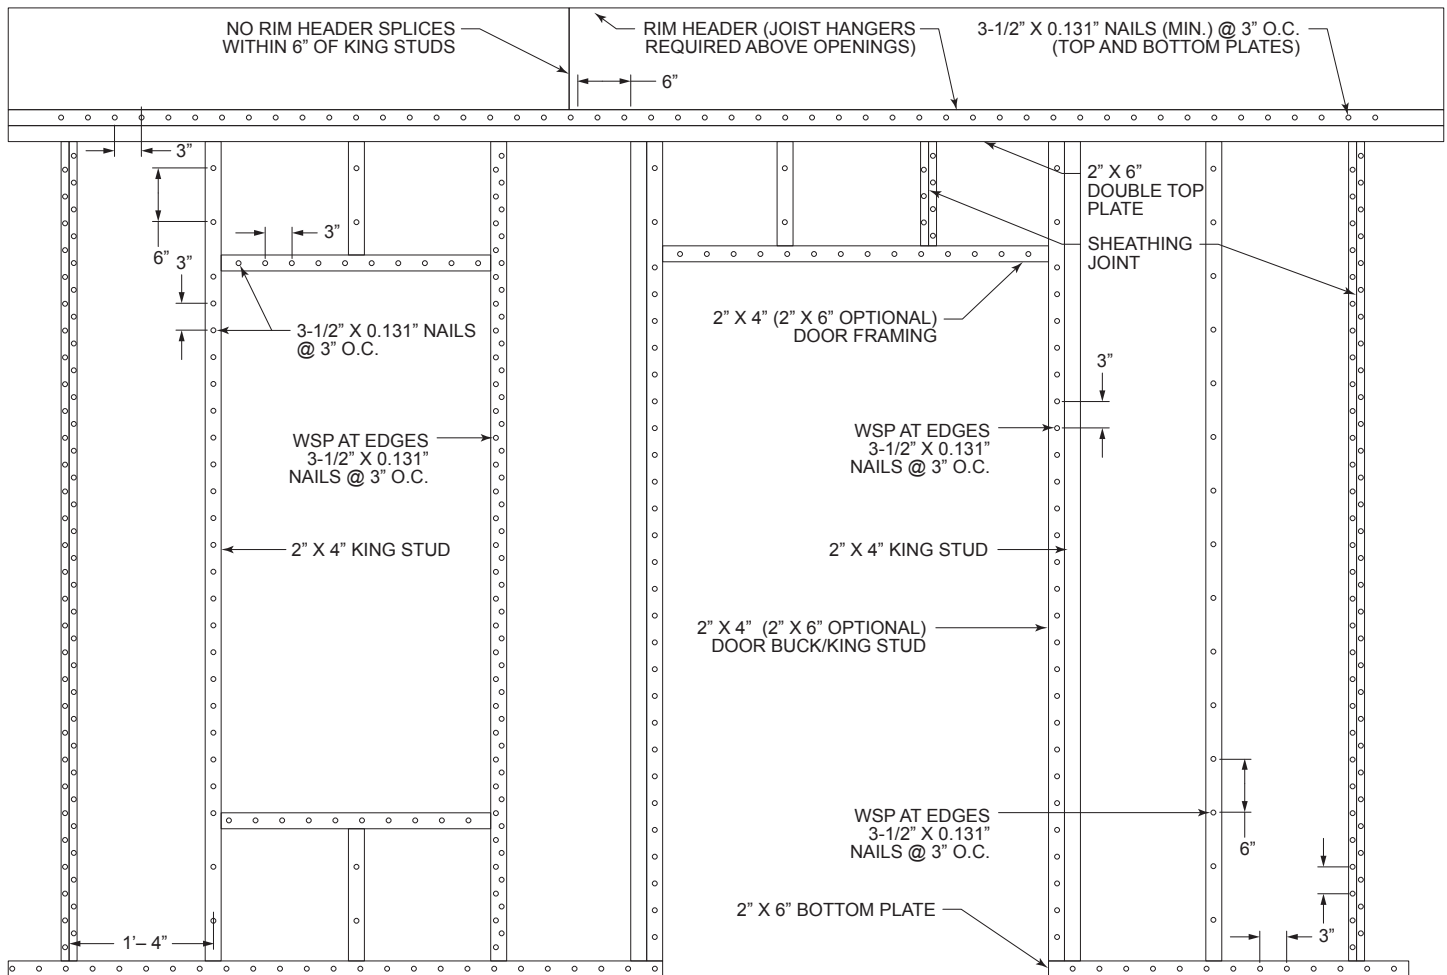 NO RIM HEADER SPLICES
WITHIN 6” OF KING STUDS
RIM HEADER (JOIST HANGERS
REQUIRED ABOVE OPENINGS)
3-1/2” X 0.131” NAILS (MIN.) @ 3” O.C.
(TOP AND BOTTOM PLATES)
6”
3”
6”
3”
3”
2” X 6”
DOUBLE TOP
PLATE
SHEATHING
JOINT
3-1/2” X 0.131” NAILS
@ 3” O.C.
2” X 4” (2” X 6” OPTIONAL)
DOOR FRAMING
3”
WSP AT EDGES
3-1/2” X 0.131”
NAILS @ 3” O.C.
WSP AT EDGES
3-1/2” X 0.131”
NAILS @ 3” O.C.
2” X 4” KING STUD
2” X 4” KING STUD
2” X 4” (2” X 6” OPTIONAL)
DOOR BUCK/KING STUD
WSP AT EDGES
3-1/2” X 0.131”
NAILS @ 3” O.C.
6”
2” X 6” BOTTOM PLATE
1’– 4”
3”